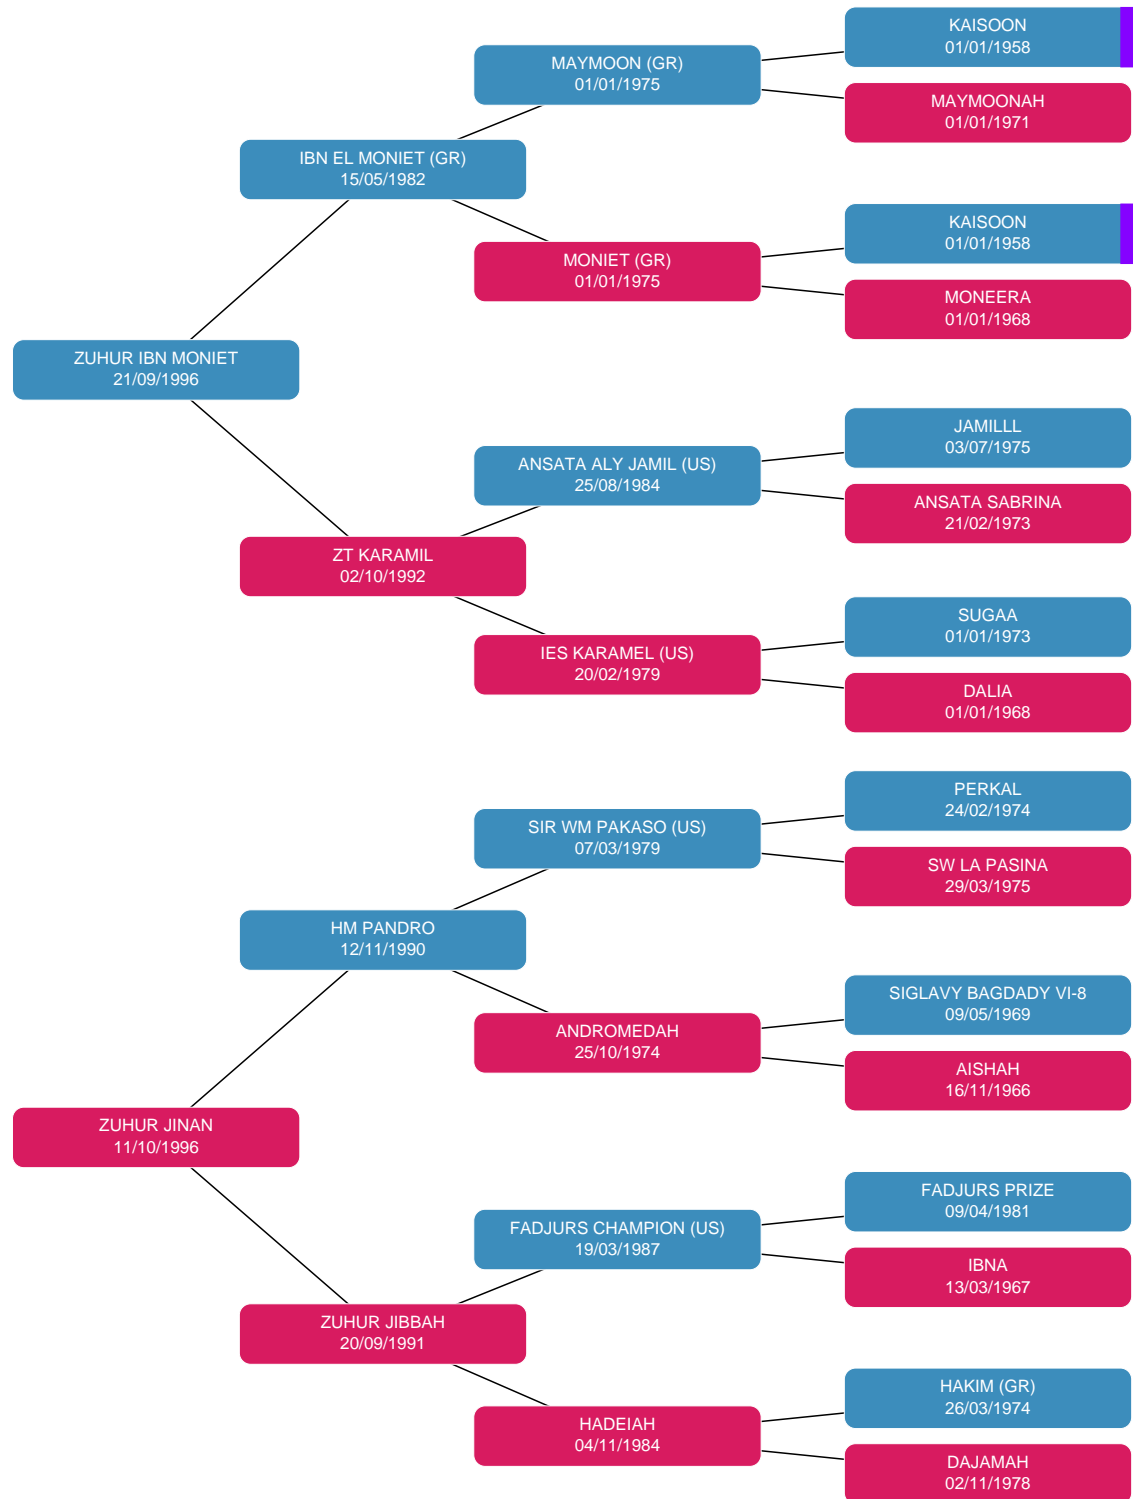 KAISOON
01/01/1958
MAYMOON (GR)
01/01/1975
MAYMOONAH
01/01/1971
IBN EL MONIET (GR)
15/05/1982
KAISOON
01/01/1958
MONIET (GR)
01/01/1975
MONEERA
01/01/1968
ZUHUR IBN MONIET
21/09/1996
JAMILLL
03/07/1975
ANSATA ALY JAMIL (US)
25/08/1984
ANSATA SABRINA
21/02/1973
ZT KARAMIL
02/10/1992
SUGAA
01/01/1973
IES KARAMEL (US)
20/02/1979
DALIA
01/01/1968
PERKAL
24/02/1974
SIR WM PAKASO (US)
07/03/1979
SW LA PASINA
29/03/1975
HM PANDRO
12/11/1990
SIGLAVY BAGDADY VI-8
09/05/1969
ANDROMEDAH
25/10/1974
AISHAH
16/11/1966
ZUHUR JINAN
11/10/1996
FADJURS PRIZE
09/04/1981
FADJURS CHAMPION (US)
19/03/1987
IBNA
13/03/1967
ZUHUR JIBBAH
20/09/1991
HAKIM (GR)
26/03/1974
HADEIAH
04/11/1984
DAJAMAH
02/11/1978